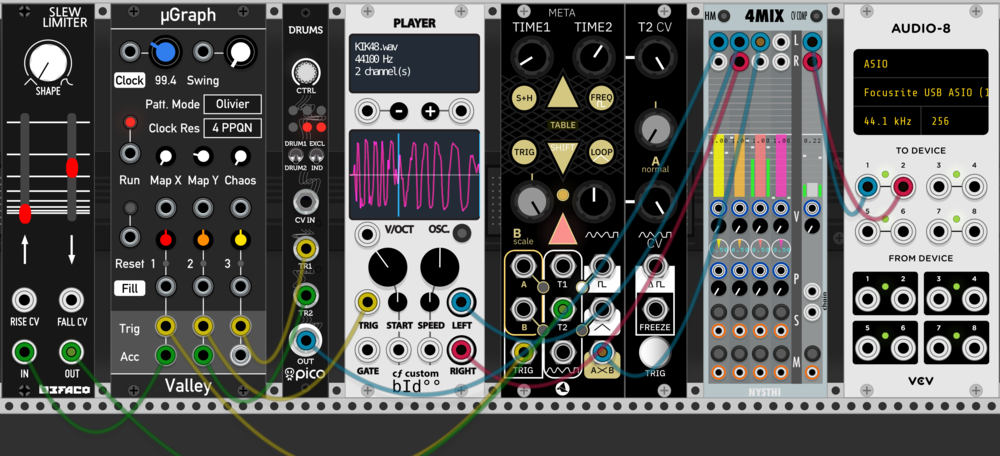 SLEW
LIMITER
SHAPE
RISE CV
FALL CV
IN
OUT
BEFACO
µGraph
Clock
99.4
Swing
Patt. Mode
Olivier
Clock Res
4 PPQN
Run
Map X
Map Y
Chaos
Reset
1
2
3
Fill
Trig
Acc
Valley
DRUMS
CTRL
DRUM1
EXCL
DRUM2
IND
CV IN
TR1
TR2
OUT
pico
PLAYER
KIK48.wav
44100 Hz
2 channel(s)
V/OCT
OSC.
TRIG
START
SPEED
LEFT
GATE
RIGHT
cf custom
bId°°
META
TIME1
TIME2
S+H
FREQ
TABLE
TRIG
SHIFT
LOOP
B
scale
A
T1
B
T2
TRIG
A B
T2 CV
A
normal
CV
FREEZE
TRIG
HM
4MIX
CV COMP
L
R
1.00
0.22
V
P
S
M
chain
NYSTHI
AUDIO-8
ASIO
Focusrite USB ASIO (1
44.1 kHz
256
TO DEVICE
1
2
3
4
5
6
7
8
FROM DEVICE
1
2
3
4
5
6
7
8
VCV